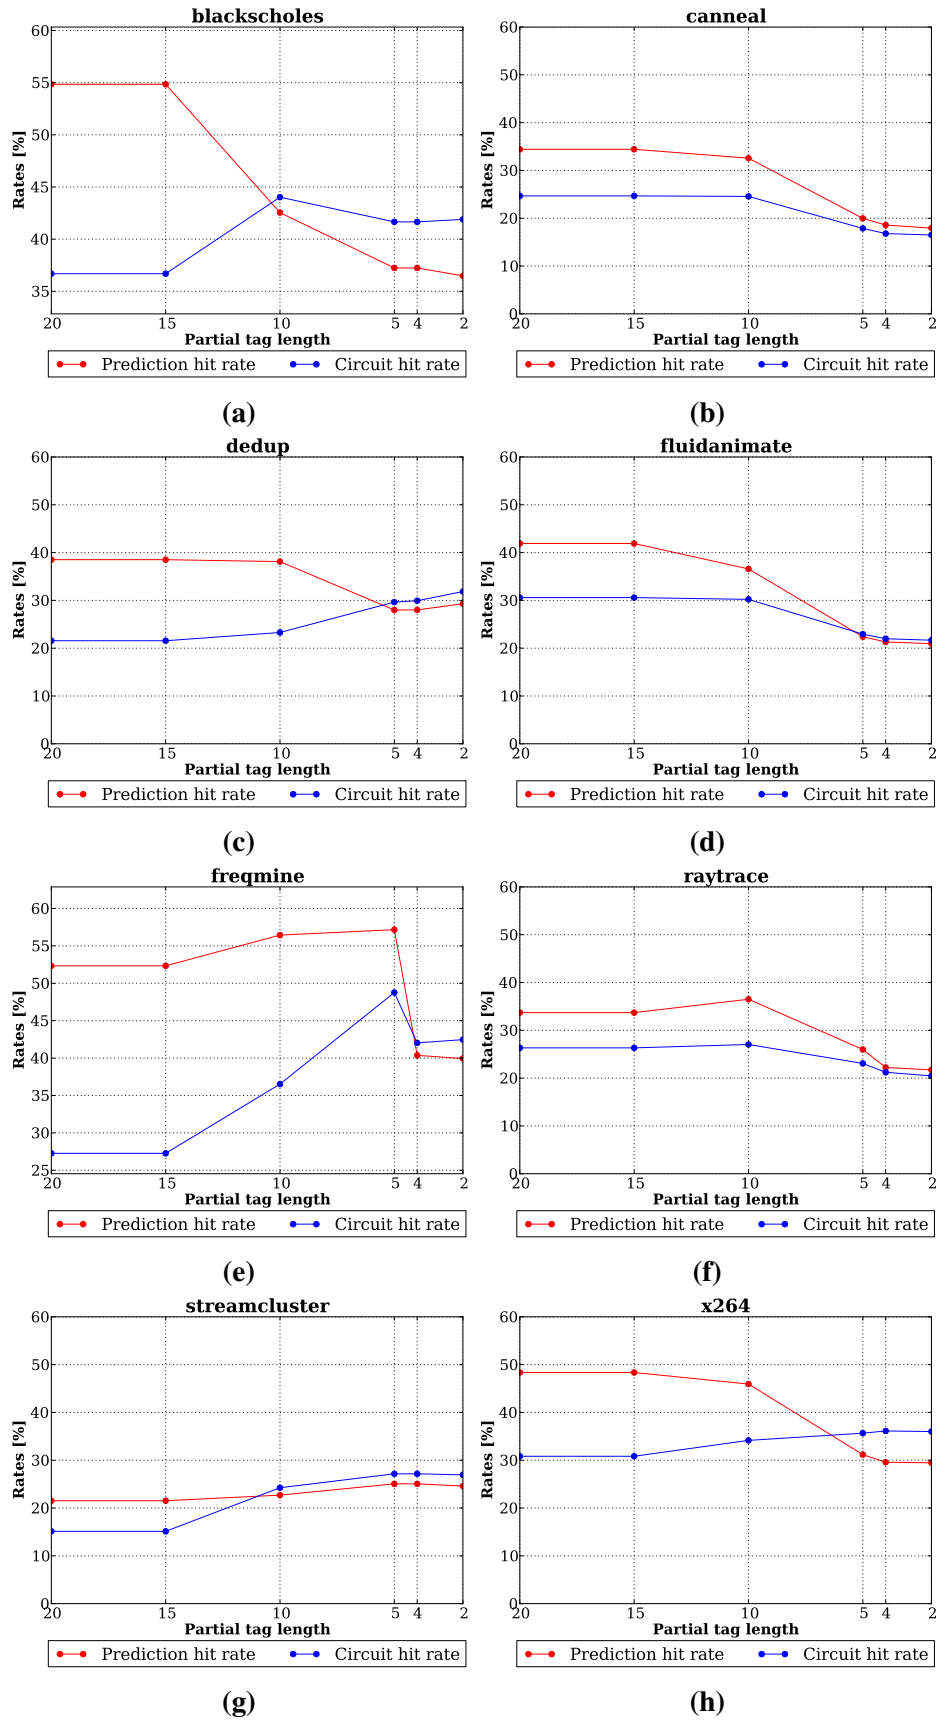 blackscholes
60
55
50
45
40
35
Rates [%]
20 15 10 5 4 2
Partial tag length
Prediction hit rate Circuit hit rate
(a)
canneal
60
50
40
30
20
10
0
Rates [%]
20 15 10 5 4 2
Partial tag length
Prediction hit rate Circuit hit rate
(b)
dedup
60
50
40
30
20
10
0
Rates [%]
20 15 10 5 4 2
Partial tag length
Prediction hit rate Circuit hit rate
(c)
fluidanimate
60
50
40
30
20
10
0
Rates [%]
20 15 10 5 4 2
Partial tag length
Prediction hit rate Circuit hit rate
(d)
freqmine
60
55
50
45
40
35
30
25
Rates [%]
20 15 10 5 4 2
Partial tag length
Prediction hit rate Circuit hit rate
(e)
raytrace
60
50
40
30
20
10
0
Rates [%]
20 15 10 5 4 2
Partial tag length
Prediction hit rate Circuit hit rate
(f)
streamcluster
60
50
40
30
20
10
0
Rates [%]
20 15 10 5 4 2
Partial tag length
Prediction hit rate Circuit hit rate
(g)
x264
60
50
40
30
20
10
0
Rates [%]
20 15 10 5 4 2
Partial tag length
Prediction hit rate Circuit hit rate
(h)